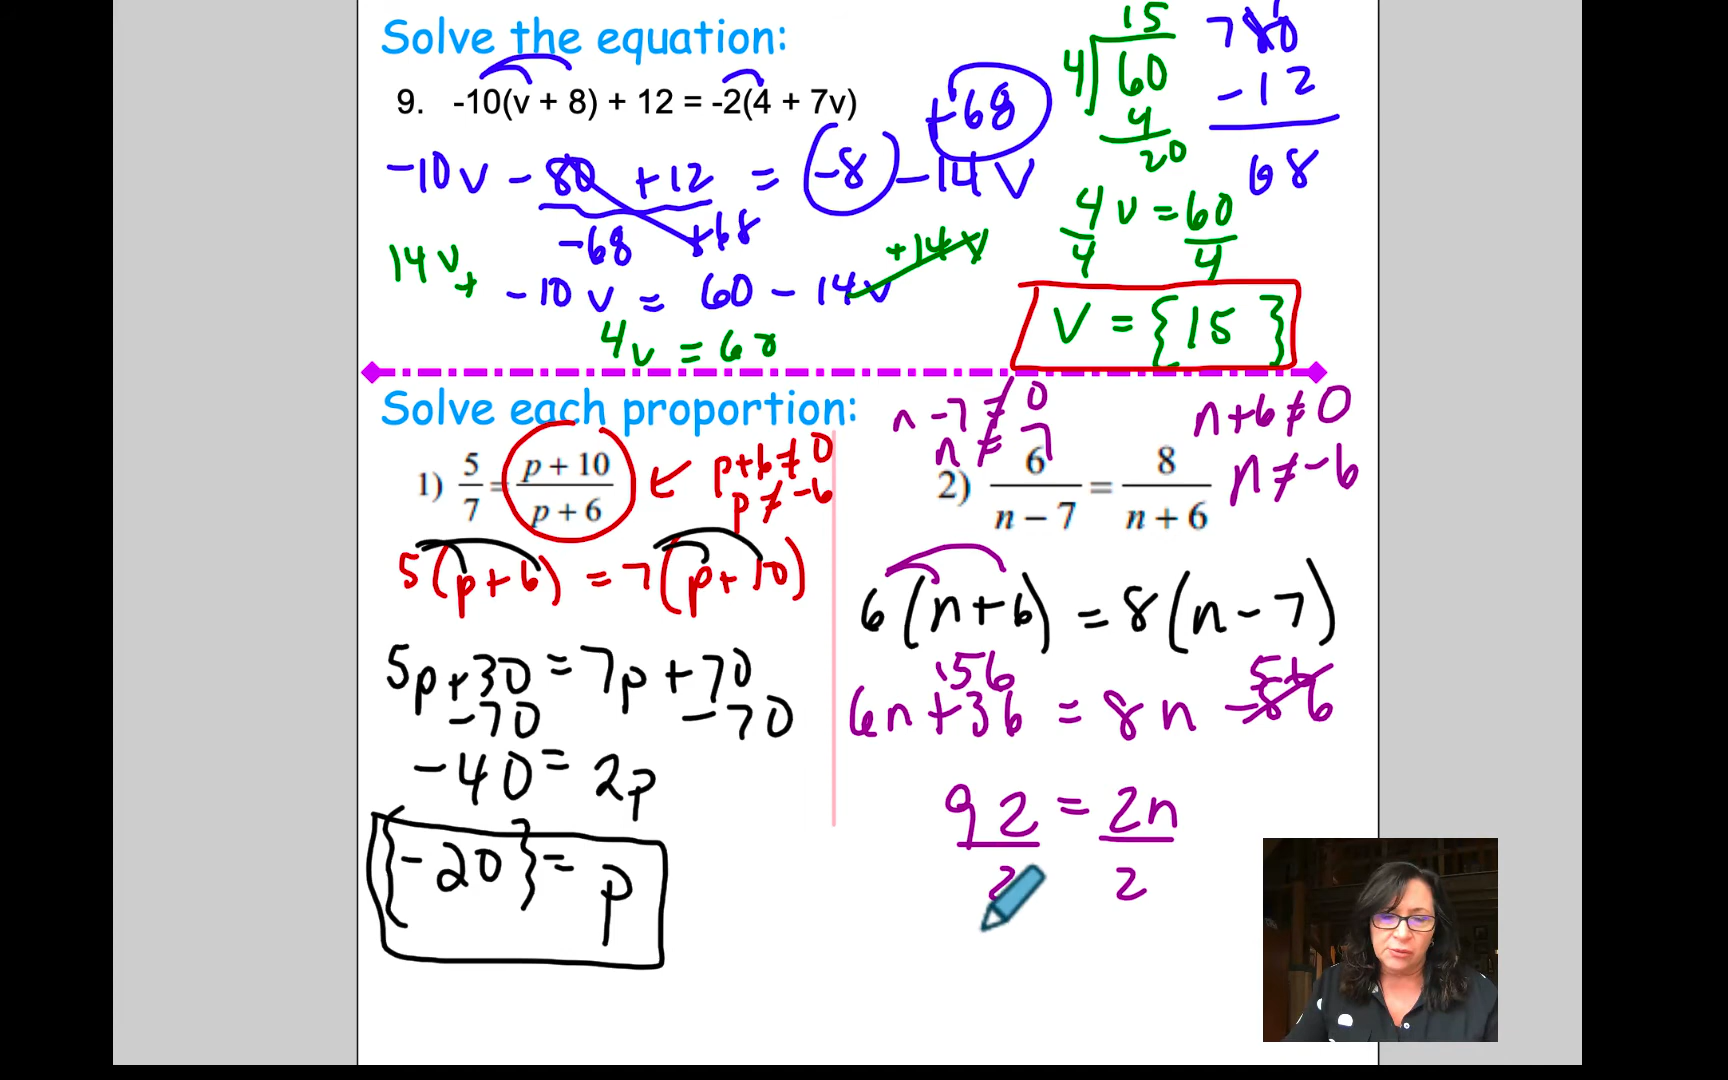 Solve the equation:
9. -10(v + 8) + 12 = -2(4 + 7v)
+68
-10v - 80 +12 = -8 -14v
-68 +68
14v+ +14v
-10v = 60 - 14v
4v = 60
15
4 60
4
20
-12
68
4v = 60
4 4
V = {15}
Solve each proportion:
1) 5/7 = (p + 10)/(p + 6)
p+6≠0
p≠-6
5(p+6) = 7(p+10)
5p+30 = 7p+70
-70 -70
-40 = 2p
{-20} = p
n-7≠0
n≠7
n+6≠0
n≠-6
2) 6/(n − 7) = 8/(n + 6)
6(n+6) = 8(n-7)
56 56
6n+36 = 8n -86
92 = 2n
2 2